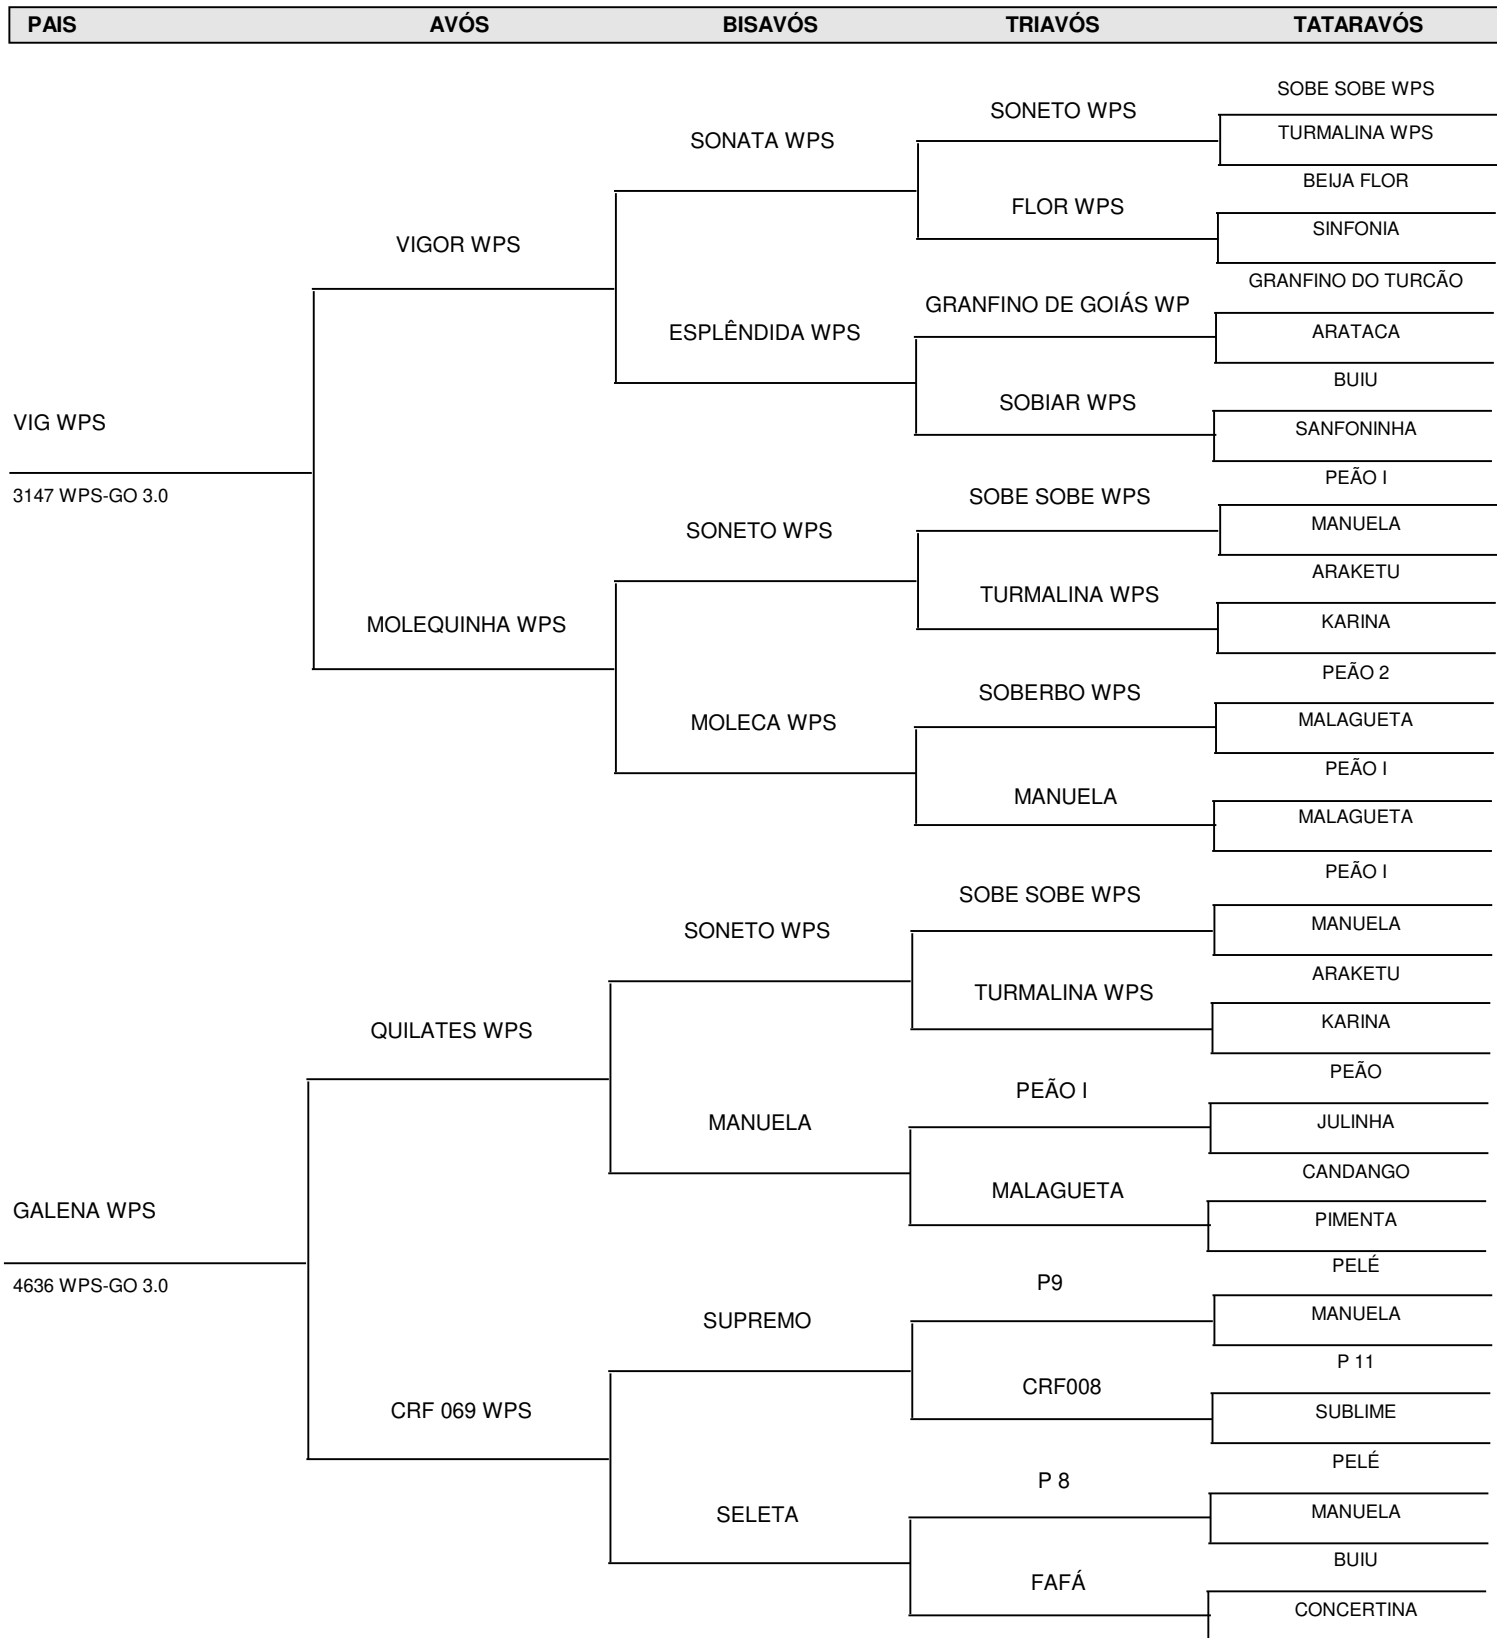 PAIS AVÓS BISAVÓS TRIAVÓS TATARAVÓS
SOBE SOBE WPS
SONETO WPS
TURMALINA WPS
SONATA WPS
BEIJA FLOR
FLOR WPS
SINFONIA
VIGOR WPS
GRANFINO DO TURCÃO
GRANFINO DE GOIÁS WP
ARATACA
ESPLÊNDIDA WPS
BUIU
SOBIAR WPS
SANFONINHA
VIG WPS
3147 WPS-GO 3.0
PEÃO I
SOBE SOBE WPS
MANUELA
SONETO WPS
ARAKETU
TURMALINA WPS
KARINA
MOLEQUINHA WPS
PEÃO 2
SOBERBO WPS
MALAGUETA
MOLECA WPS
PEÃO I
MANUELA
MALAGUETA
PEÃO I
SOBE SOBE WPS
MANUELA
SONETO WPS
ARAKETU
TURMALINA WPS
KARINA
QUILATES WPS
PEÃO
PEÃO I
JULINHA
MANUELA
CANDANGO
MALAGUETA
PIMENTA
GALENA WPS
4636 WPS-GO 3.0
PELÉ
P9
MANUELA
SUPREMO
P 11
CRF008
SUBLIME
CRF 069 WPS
PELÉ
P 8
MANUELA
SELETA
BUIU
FAFÁ
CONCERTINA